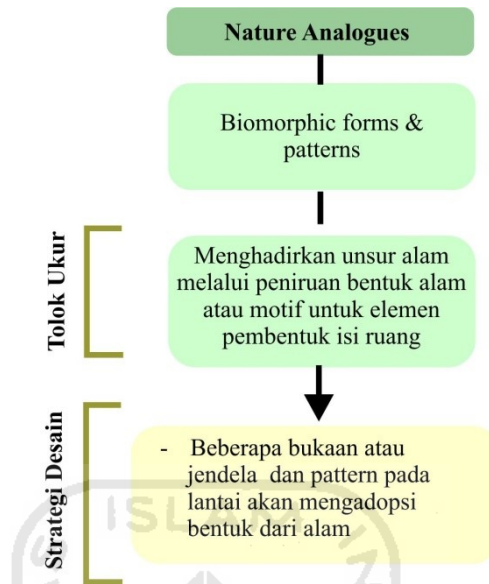 Nature Analogues
Biomorphic forms &
patterns
Tolok Ukur
Menghadirkan unsur alam
melalui peniruan bentuk alam
atau motif untuk elemen
pembentuk isi ruang
Strategi Desain
- Beberapa bukaan atau
jendela dan pattern pada
lantai akan mengadopsi
bentuk dari alam
ISLAM